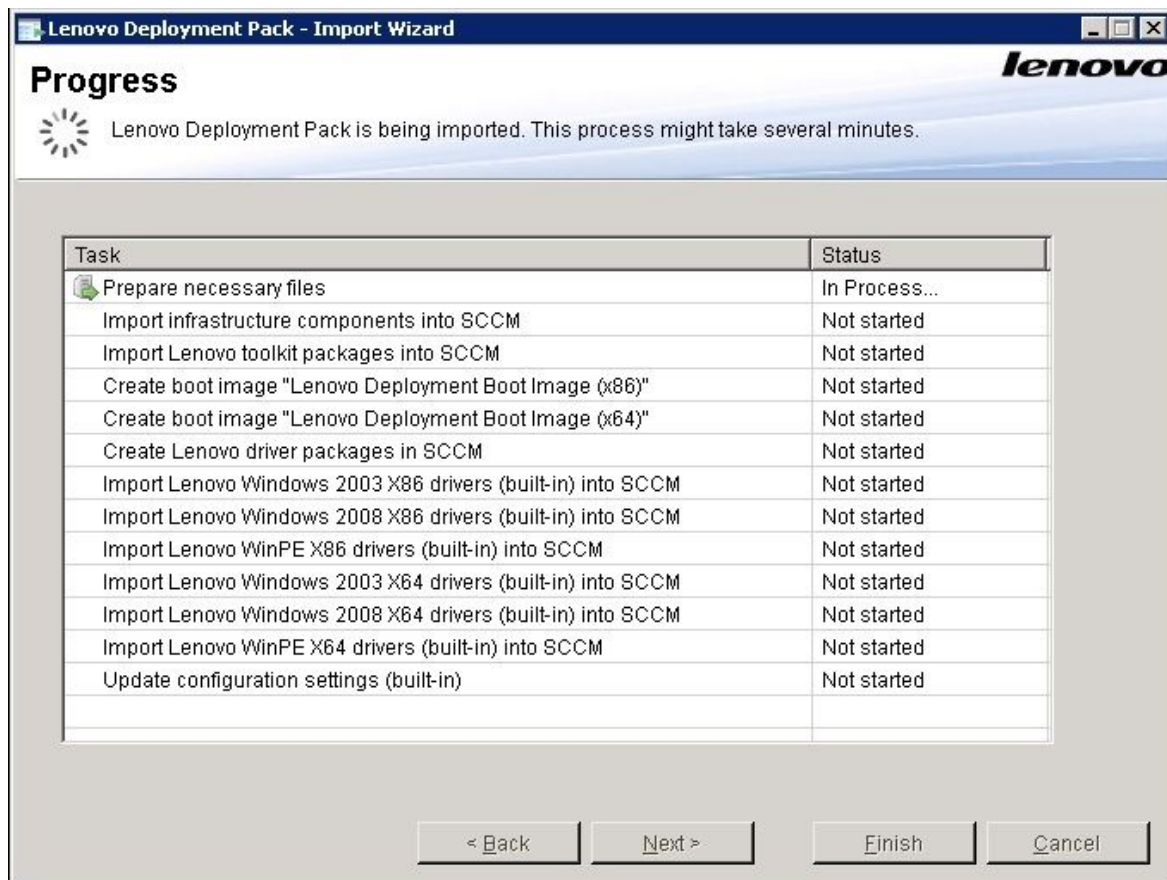 Lenovo Deployment Pack - Import Wizard
lenovo
Progress
Lenovo Deployment Pack is being imported. This process might take several minutes.
Task Status
Prepare necessary files In Process...
Import infrastructure components into SCCM Not started
Import Lenovo toolkit packages into SCCM Not started
Create boot image "Lenovo Deployment Boot Image (x86)" Not started
Create boot image "Lenovo Deployment Boot Image (x64)" Not started
Create Lenovo driver packages in SCCM Not started
Import Lenovo Windows 2003 X86 drivers (built-in) into SCCM Not started
Import Lenovo Windows 2008 X86 drivers (built-in) into SCCM Not started
Import Lenovo WinPE X86 drivers (built-in) into SCCM Not started
Import Lenovo Windows 2003 X64 drivers (built-in) into SCCM Not started
Import Lenovo Windows 2008 X64 drivers (built-in) into SCCM Not started
Import Lenovo WinPE X64 drivers (built-in) into SCCM Not started
Update configuration settings (built-in) Not started
< Back Next > Finish Cancel